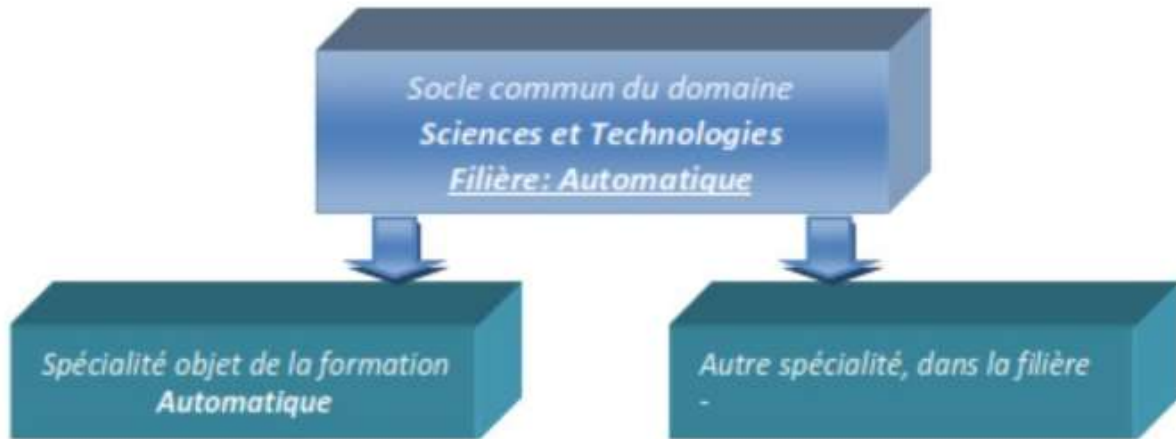 Socle commun du domaine
Sciences et Technologies
Filière: Automatique
Spécialité objet de la formation
Automatique
Autre spécialité, dans la filière
-